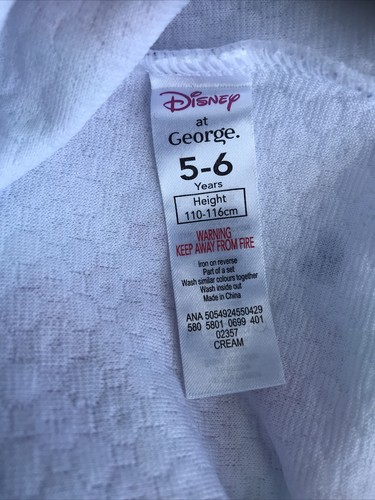 Disney
at
George.
5-6
Years
Height
110-116cm
WARNING
KEEP AWAY FROM FIRE
Iron on reverse
Part of a set
Wash similar colours together
Wash inside out
Made in China
ANA 5054924550429
580 5801 0699 401
02357
CREAM